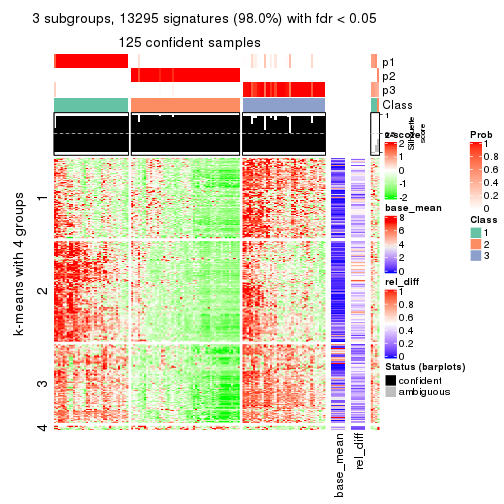 3 subgroups, 13295 signatures (98.0%) with fdr < 0.05
125 confident samples
p1
p2
p3
Class
1
Silhouette
score
z-score
2
1
0
-1
-2
Prob
1
0.8
0.6
0.4
0.2
0
base_mean
8
6
4
2
0
Class
1
2
3
rel_diff
1
0.8
0.6
0.4
0.2
0
Status (barplots)
confident
ambiguous
k-means with 4 groups
1
2
3
4
base_mean
rel_diff